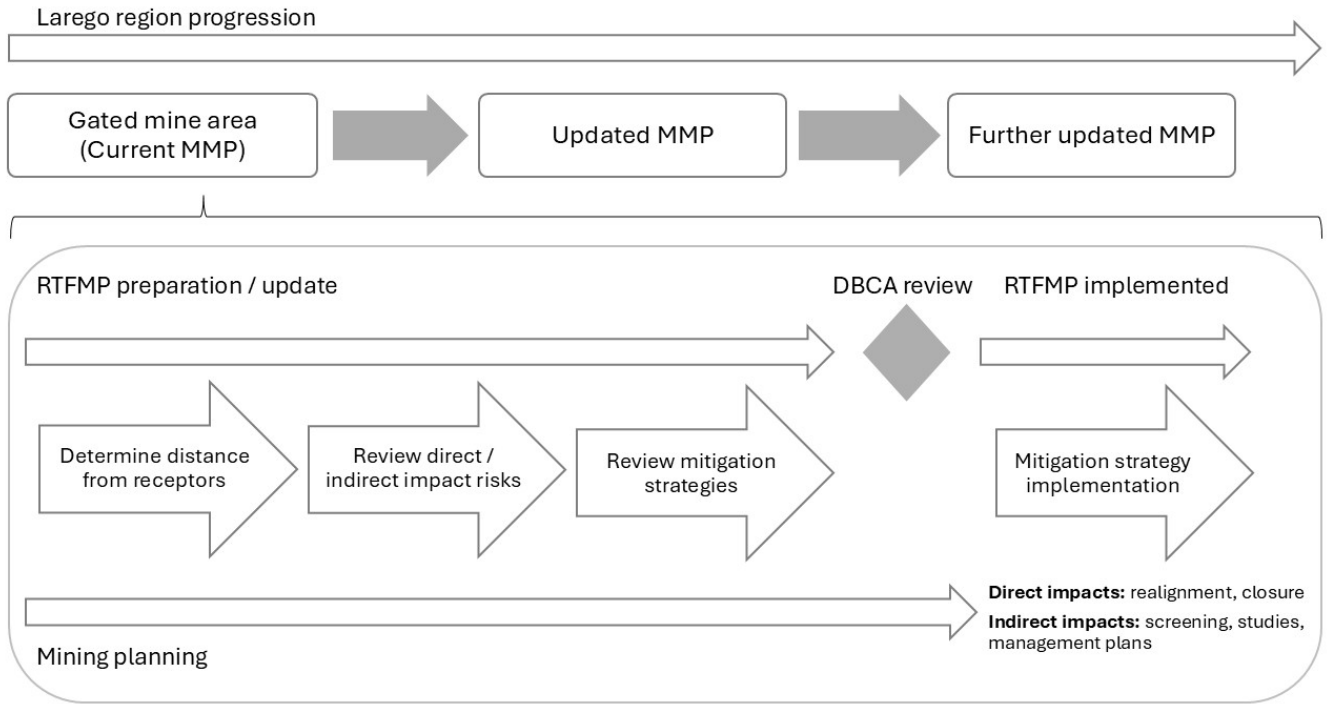 Larego region progression
Gated mine area
(Current MMP)
Updated MMP
Further updated MMP
RTFMP preparation / update
DBCA review
RTFMP implemented
Determine distance
from receptors
Review direct /
indirect impact risks
Review mitigation
strategies
Mitigation strategy
implementation
Direct impacts: realignment, closure
Indirect impacts: screening, studies,
management plans
Mining planning